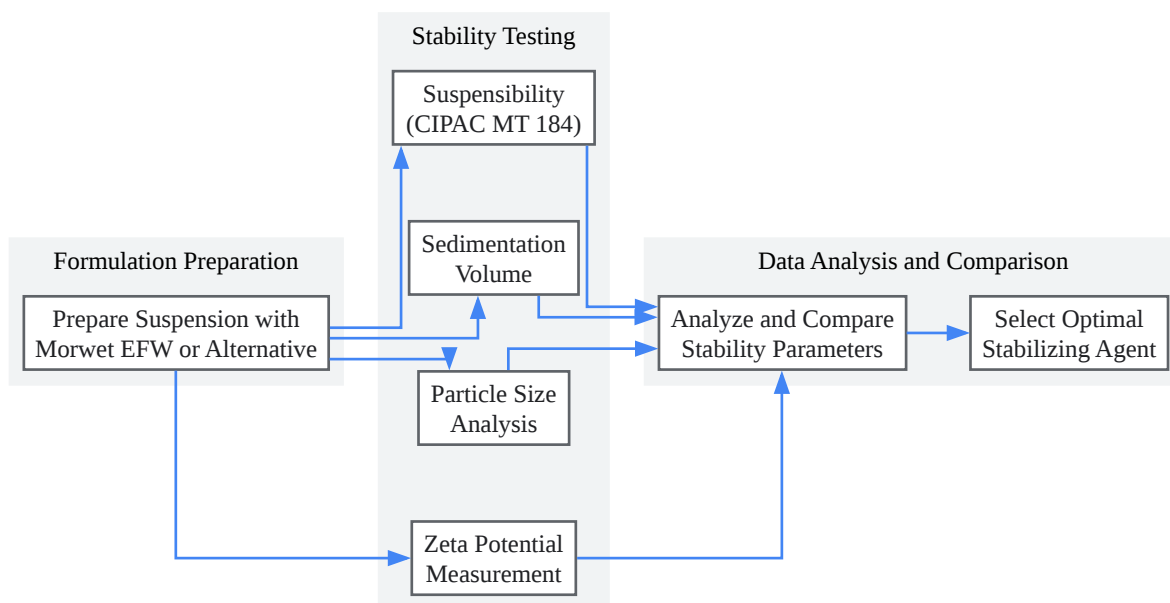 Stability Testing
Suspensibility
(CIPAC MT 184)
Sedimentation
Volume
Formulation Preparation
Prepare Suspension with
Morwet EFW or Alternative
Particle Size
Analysis
Zeta Potential
Measurement
Data Analysis and Comparison
Analyze and Compare
Stability Parameters
Select Optimal
Stabilizing Agent